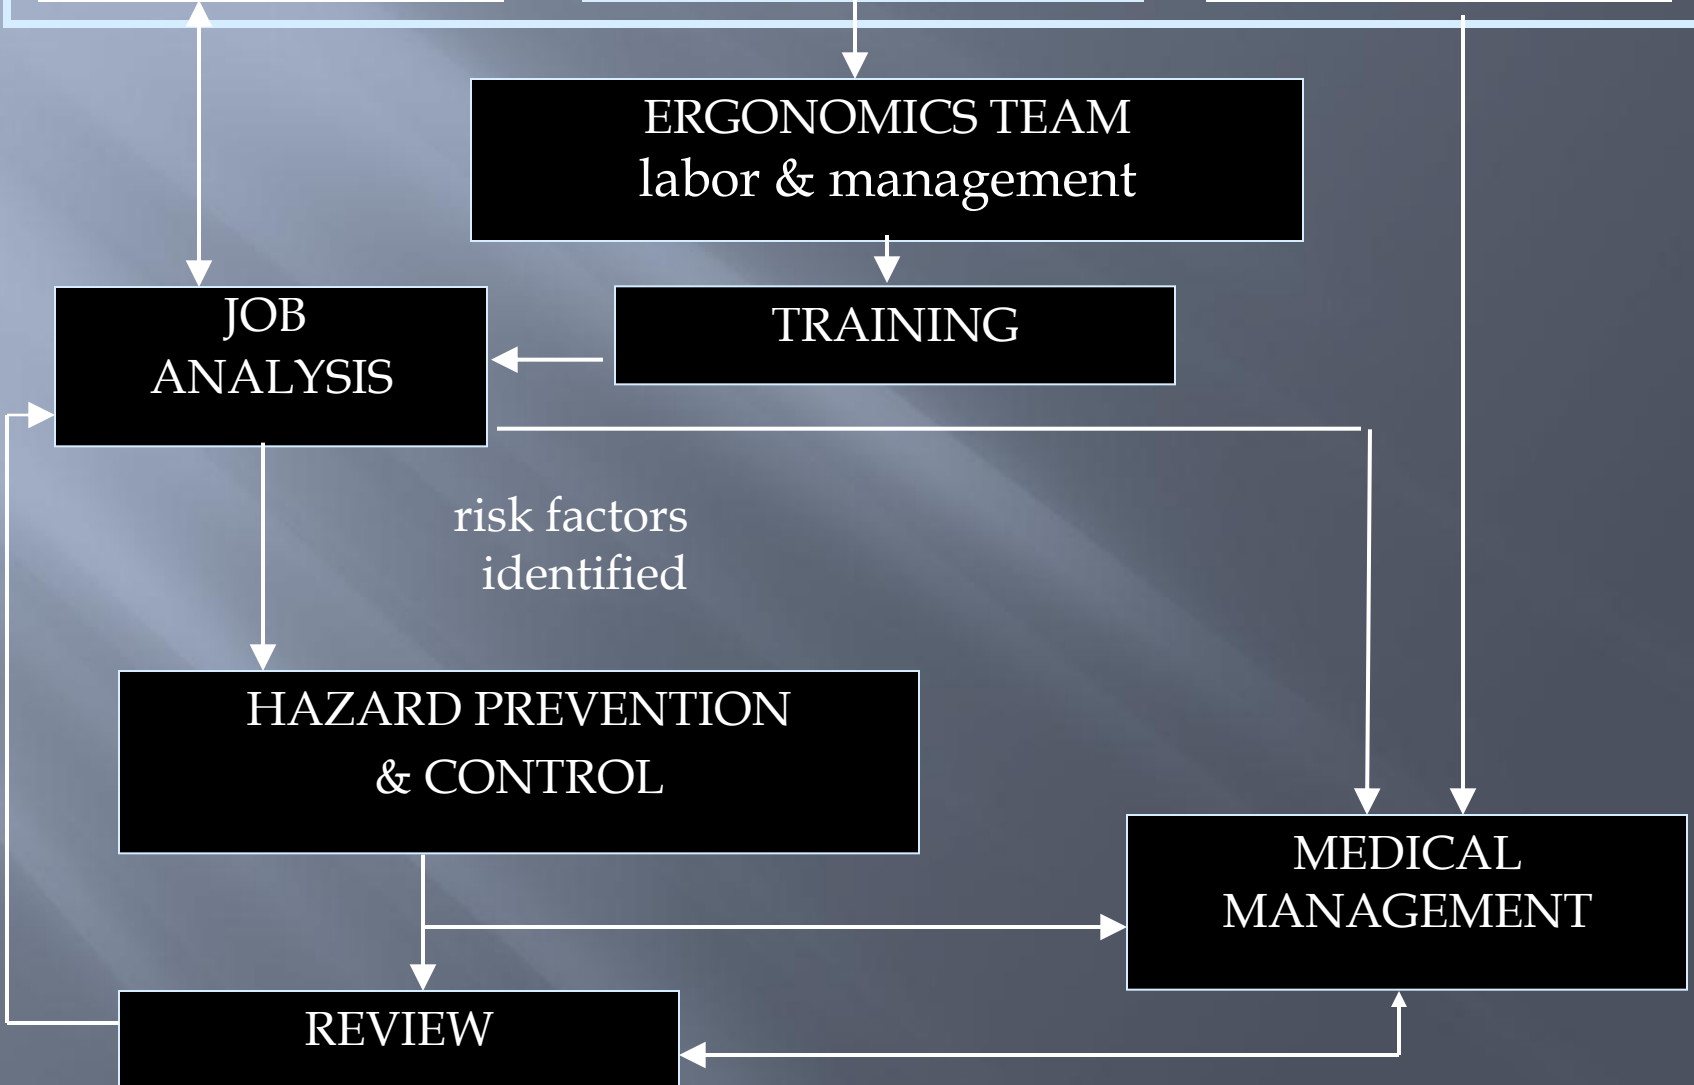 ERGONOMICS TEAM
labor & management
JOB
ANALYSIS
TRAINING
risk factors
identified
HAZARD PREVENTION
& CONTROL
MEDICAL
MANAGEMENT
REVIEW